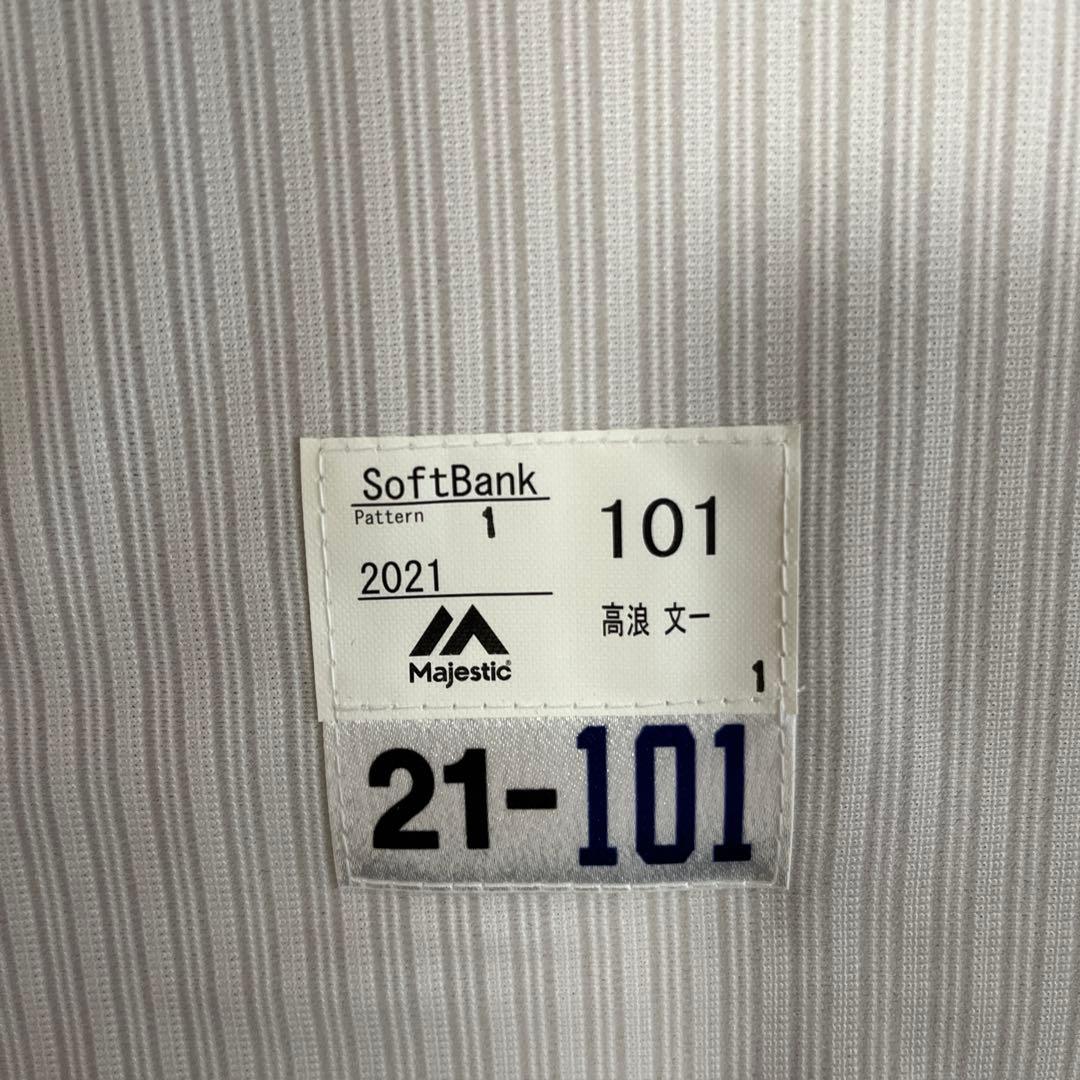 SoftBank
Pattern 1
2021
Majestic
101
高浪 文一
1
21-101